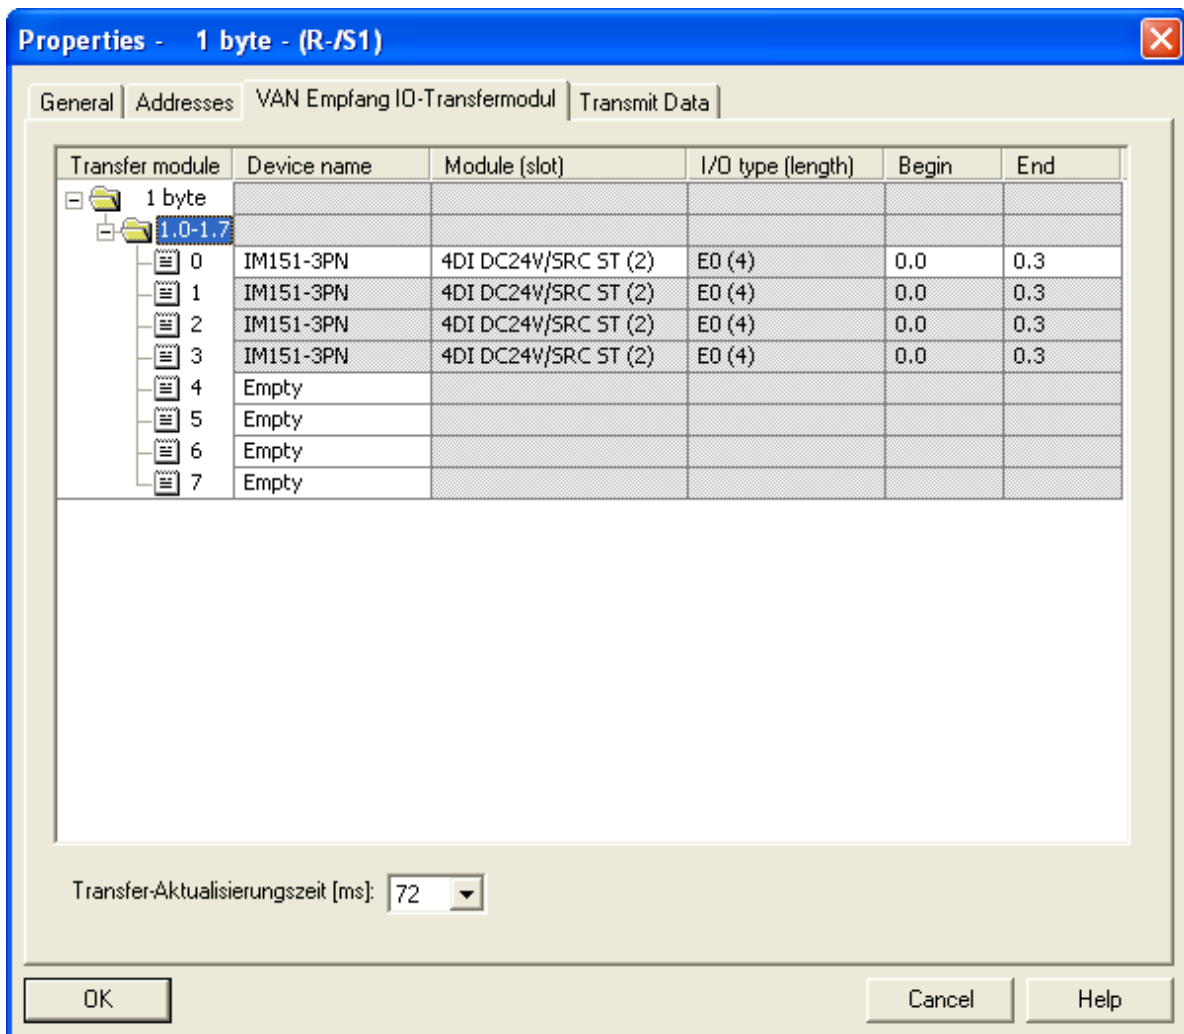 Properties -   1 byte - (R-/S1)
General Addresses VAN Empfang IO-Transfermodul Transmit Data
Transfer module Device name Module (slot) I/O type (length) Begin End
1 byte
1.0-1.7
0 IM151-3PN 4DI DC24V/SRC ST (2) E0 (4) 0.0 0.3
1 IM151-3PN 4DI DC24V/SRC ST (2) E0 (4) 0.0 0.3
2 IM151-3PN 4DI DC24V/SRC ST (2) E0 (4) 0.0 0.3
3 IM151-3PN 4DI DC24V/SRC ST (2) E0 (4) 0.0 0.3
4 Empty
5 Empty
6 Empty
7 Empty
Transfer-Aktualisierungszeit [ms]: 72
OK Cancel Help